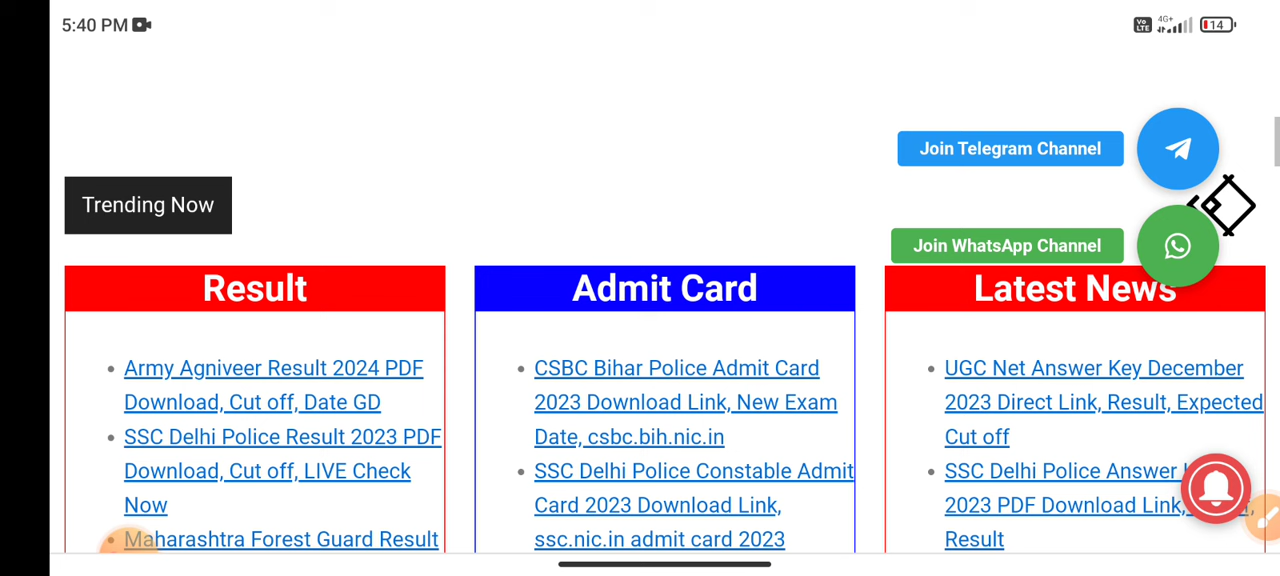 5:40 PM
Vo LTE 4G+ 14
Join Telegram Channel
Trending Now
Join WhatsApp Channel
Result
Army Agniveer Result 2024 PDF
Download, Cut off, Date GD
SSC Delhi Police Result 2023 PDF
Download, Cut off, LIVE Check
Now
Maharashtra Forest Guard Result
Admit Card
CSBC Bihar Police Admit Card
2023 Download Link, New Exam
Date, csbc.bih.nic.in
SSC Delhi Police Constable Admit
Card 2023 Download Link,
ssc.nic.in admit card 2023
Latest News
UGC Net Answer Key December
2023 Direct Link, Result, Expected
Cut off
SSC Delhi Police Answer
2023 PDF Download Link,
Result